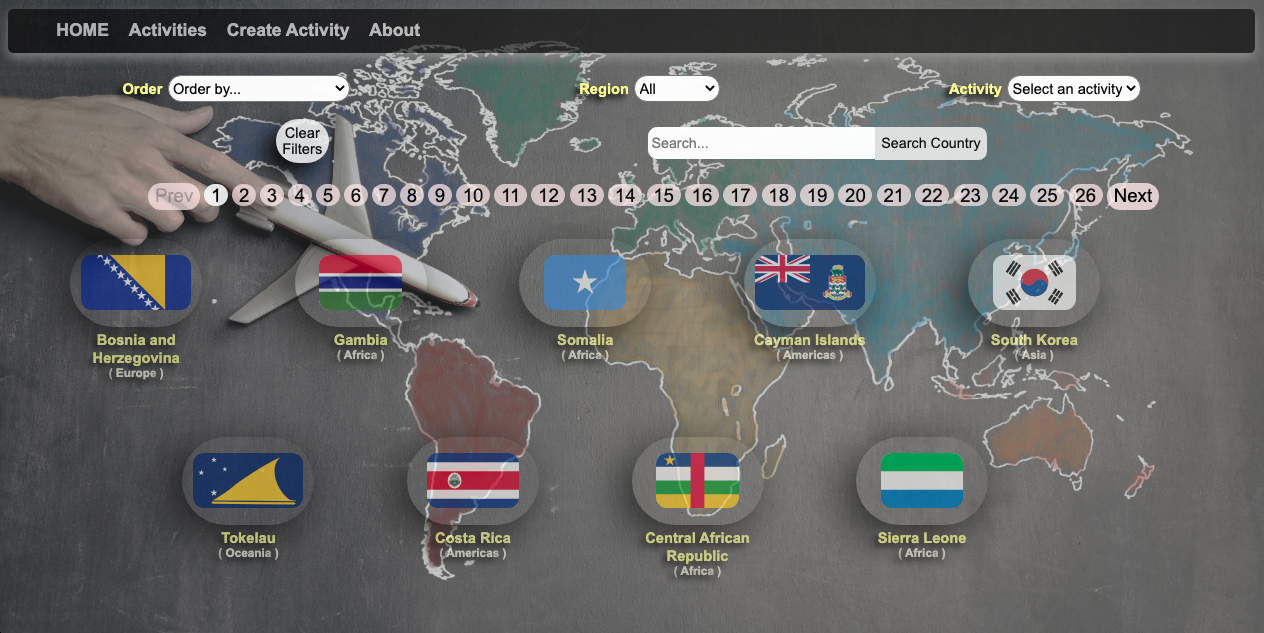 HOME Activities Create Activity About
Order Order by... Region All Activity Select an activity
Clear
Filters
Search... Search Country
Prev 1 2 3 4 5 6 7 8 9 10 11 12 13 14 15 16 17 18 19 20 21 22 23 24 25 26 Next
Bosnia and
Herzegovina
( Europe )
Gambia
( Africa )
Somalia
( Africa )
Cayman Islands
( Americas )
South Korea
( Asia )
Tokelau
( Oceania )
Costa Rica
( Americas )
Central African
Republic
( Africa )
Sierra Leone
( Africa )